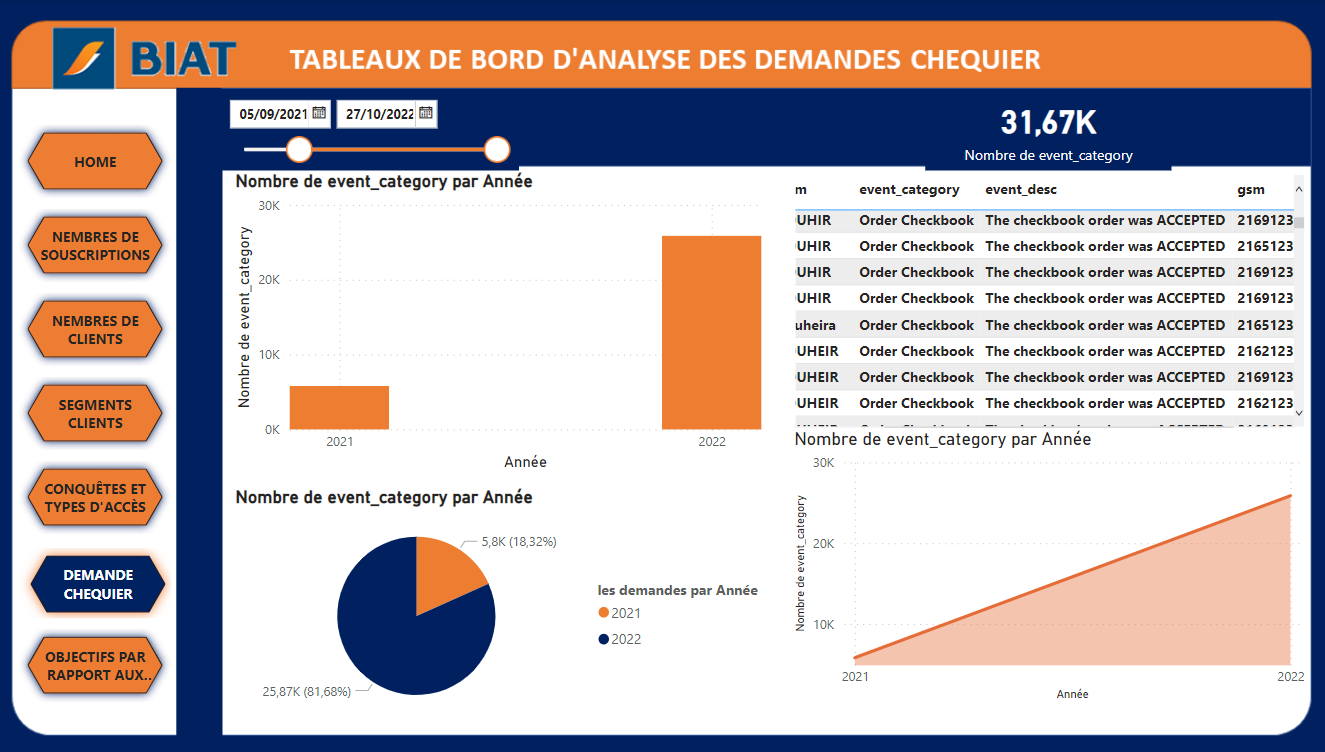 BIAT
TABLEAUX DE BORD D'ANALYSE DES DEMANDES CHEQUIER
HOME
NEMBRES DE
SOUSCRIPTIONS
NEMBRES DE
CLIENTS
SEGMENTS
CLIENTS
CONQUÊTES ET
TYPES D'ACCÈS
DEMANDE
CHEQUIER
OBJECTIFS PAR
RAPPORT AUX..
05/09/2021 27/10/2022
31,67K
Nombre de event_category
Nombre de event_category par Année
Nombre de event_category
30K
20K
10K
0K
2021 2022
Année
m event_category event_desc gsm
UHIR Order Checkbook The checkbook order was ACCEPTED 2169123
UHIR Order Checkbook The checkbook order was ACCEPTED 2165123
UHIR Order Checkbook The checkbook order was ACCEPTED 2169123
UHIR Order Checkbook The checkbook order was ACCEPTED 2169123
uheira Order Checkbook The checkbook order was ACCEPTED 2165123
UHEIR Order Checkbook The checkbook order was ACCEPTED 2162123
UHEIR Order Checkbook The checkbook order was ACCEPTED 2169123
UHEIR Order Checkbook The checkbook order was ACCEPTED 2162123
Nombre de event_category par Année
5,8K (18,32%)
25,87K (81,68%)
les demandes par Année
2021
2022
Nombre de event_category par Année
Nombre de event_category
30K
20K
10K
2021 2022
Année